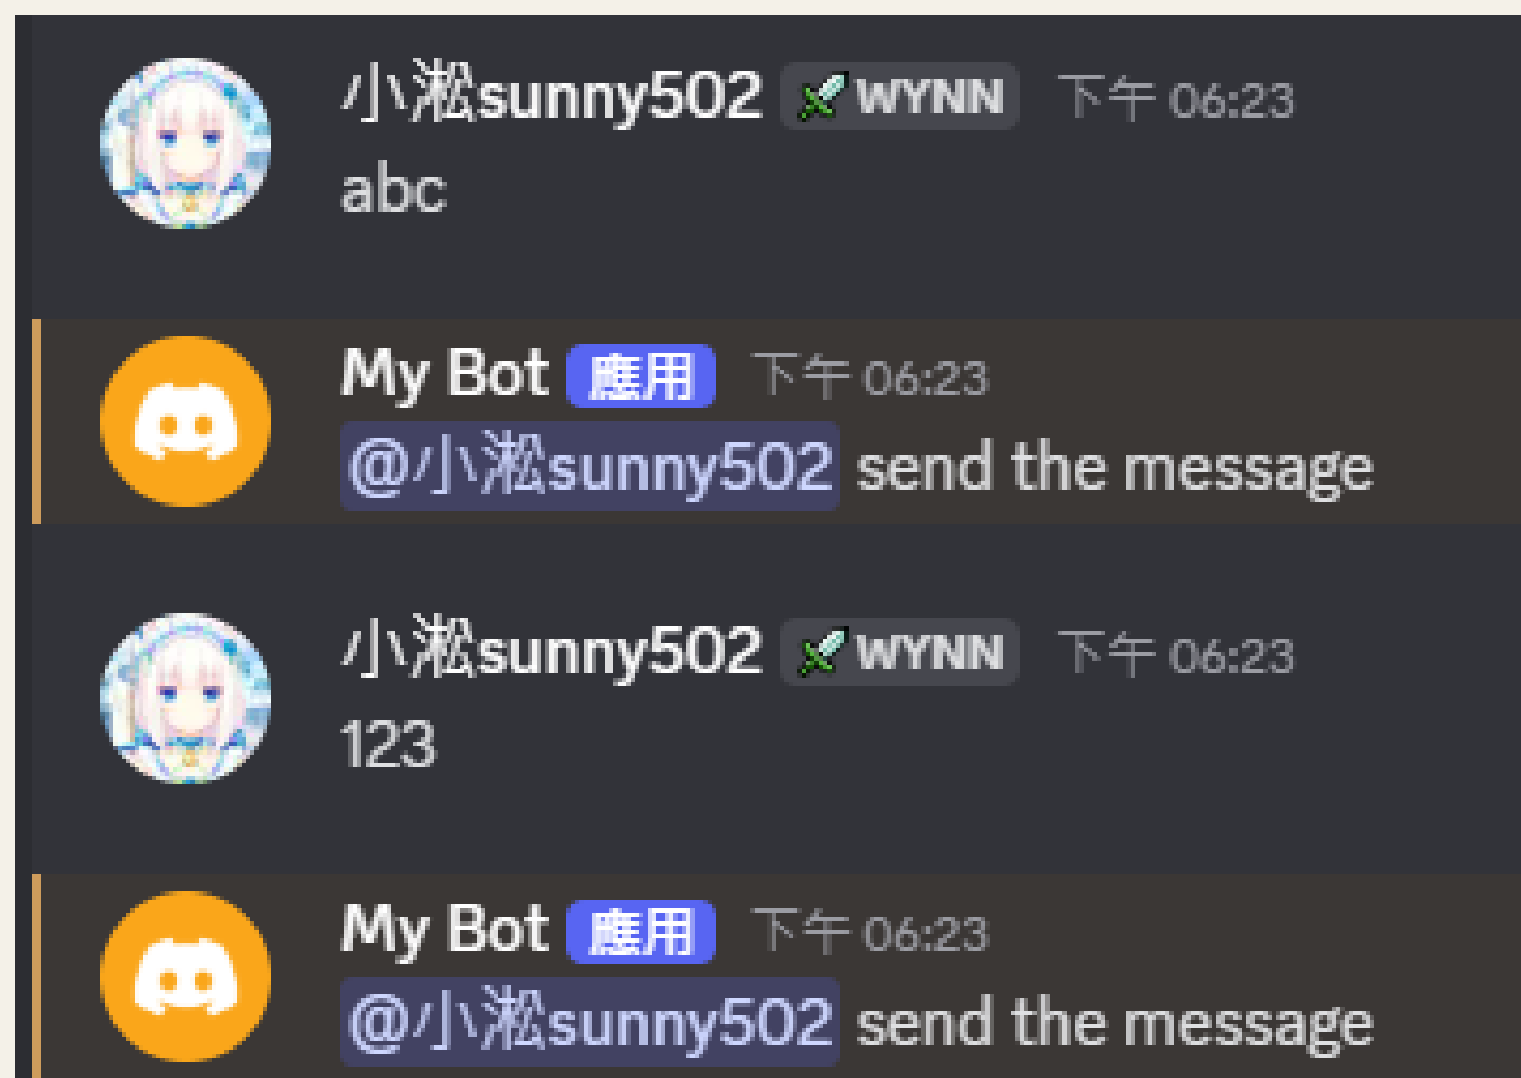 小淞sunny502 WYNN 下午 06:23
abc
My Bot 應用 下午 06:23
@小淞sunny502 send the message
小淞sunny502 WYNN 下午 06:23
123
My Bot 應用 下午 06:23
@小淞sunny502 send the message